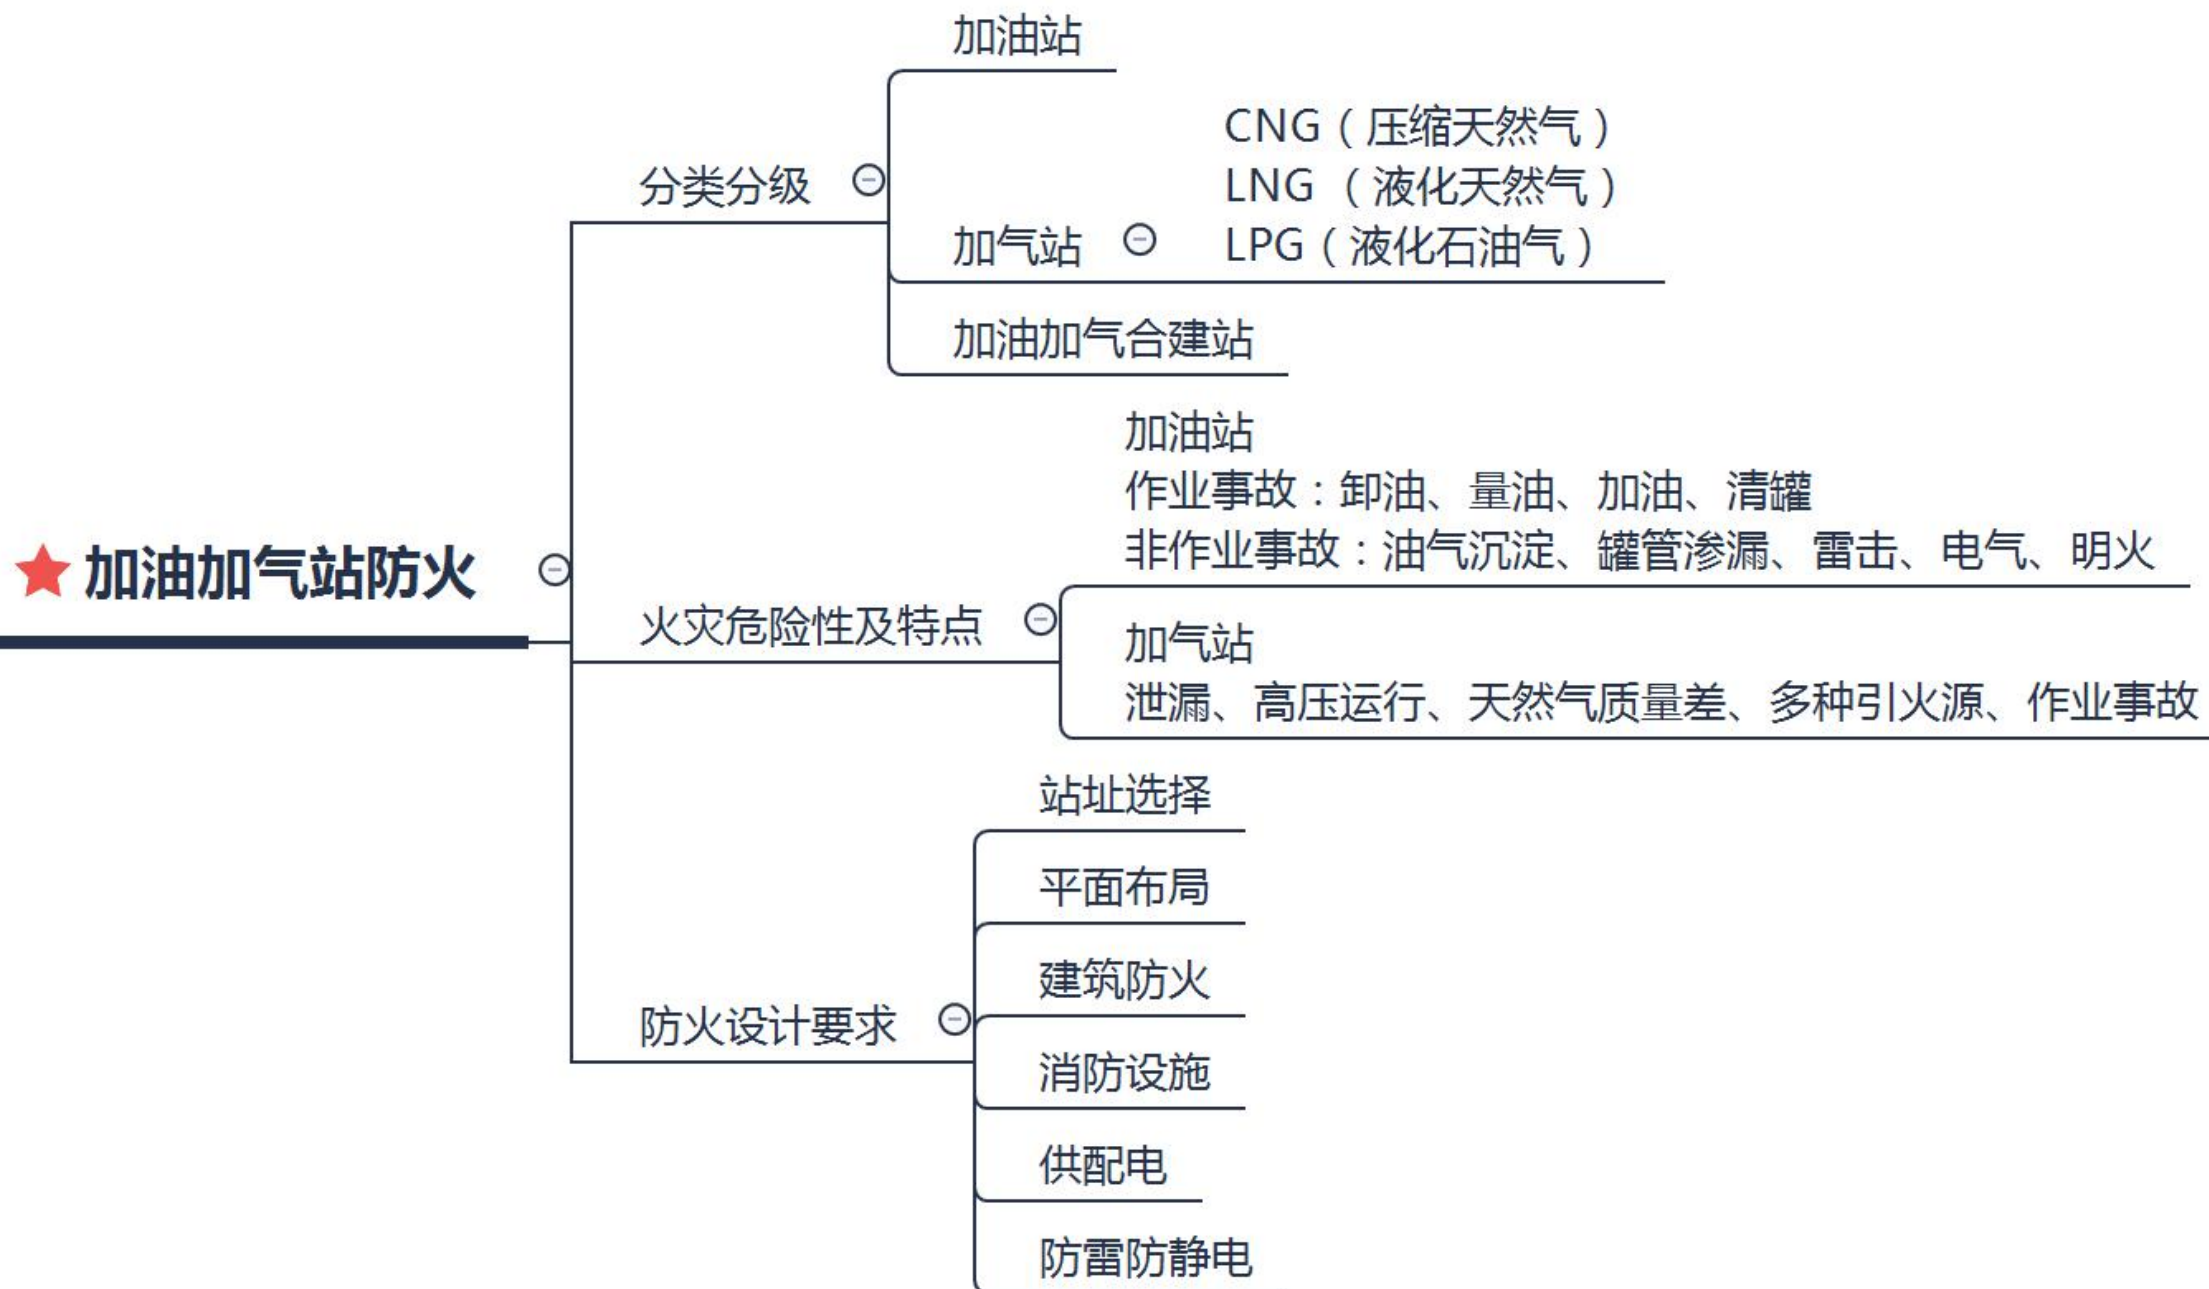 加油加气站防火
分类分级
加油站
加气站
CNG（压缩天然气）
LNG （液化天然气）
LPG（液化石油气）
加油加气合建站
火灾危险性及特点
加油站
作业事故：卸油、量油、加油、清罐
非作业事故：油气沉淀、罐管渗漏、雷击、电气、明火
加气站
泄漏、高压运行、天然气质量差、多种引火源、作业事故
防火设计要求
站址选择
平面布局
建筑防火
消防设施
供配电
防雷防静电